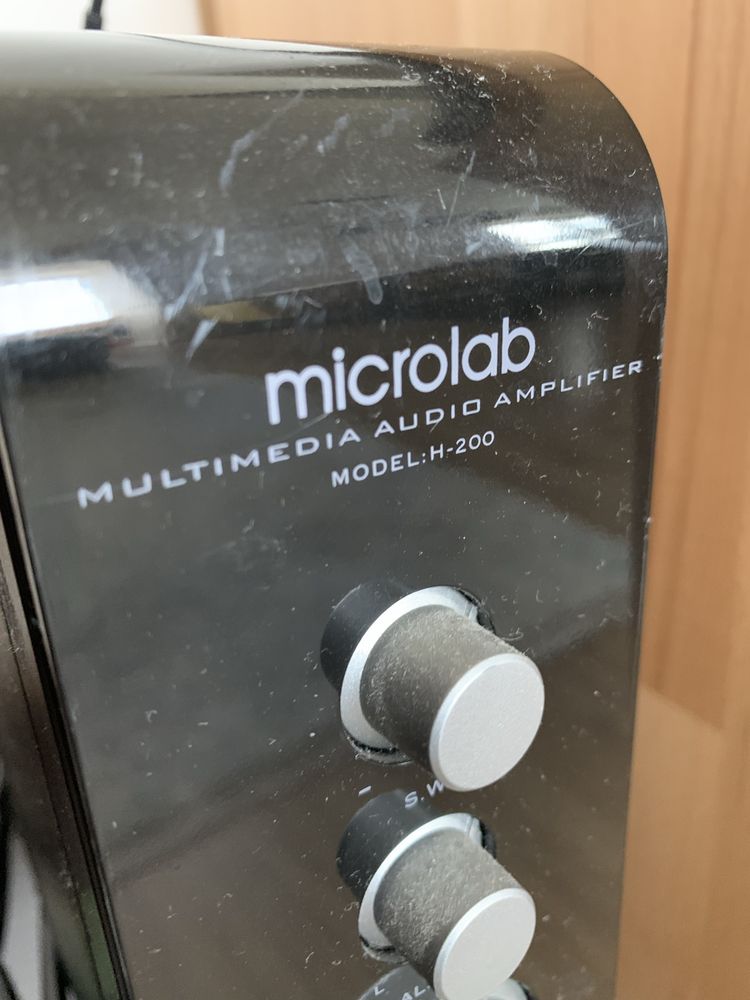 microlab
MULTIMEDIA AUDIO AMPLIFIER
MODEL:H-200
- S.W